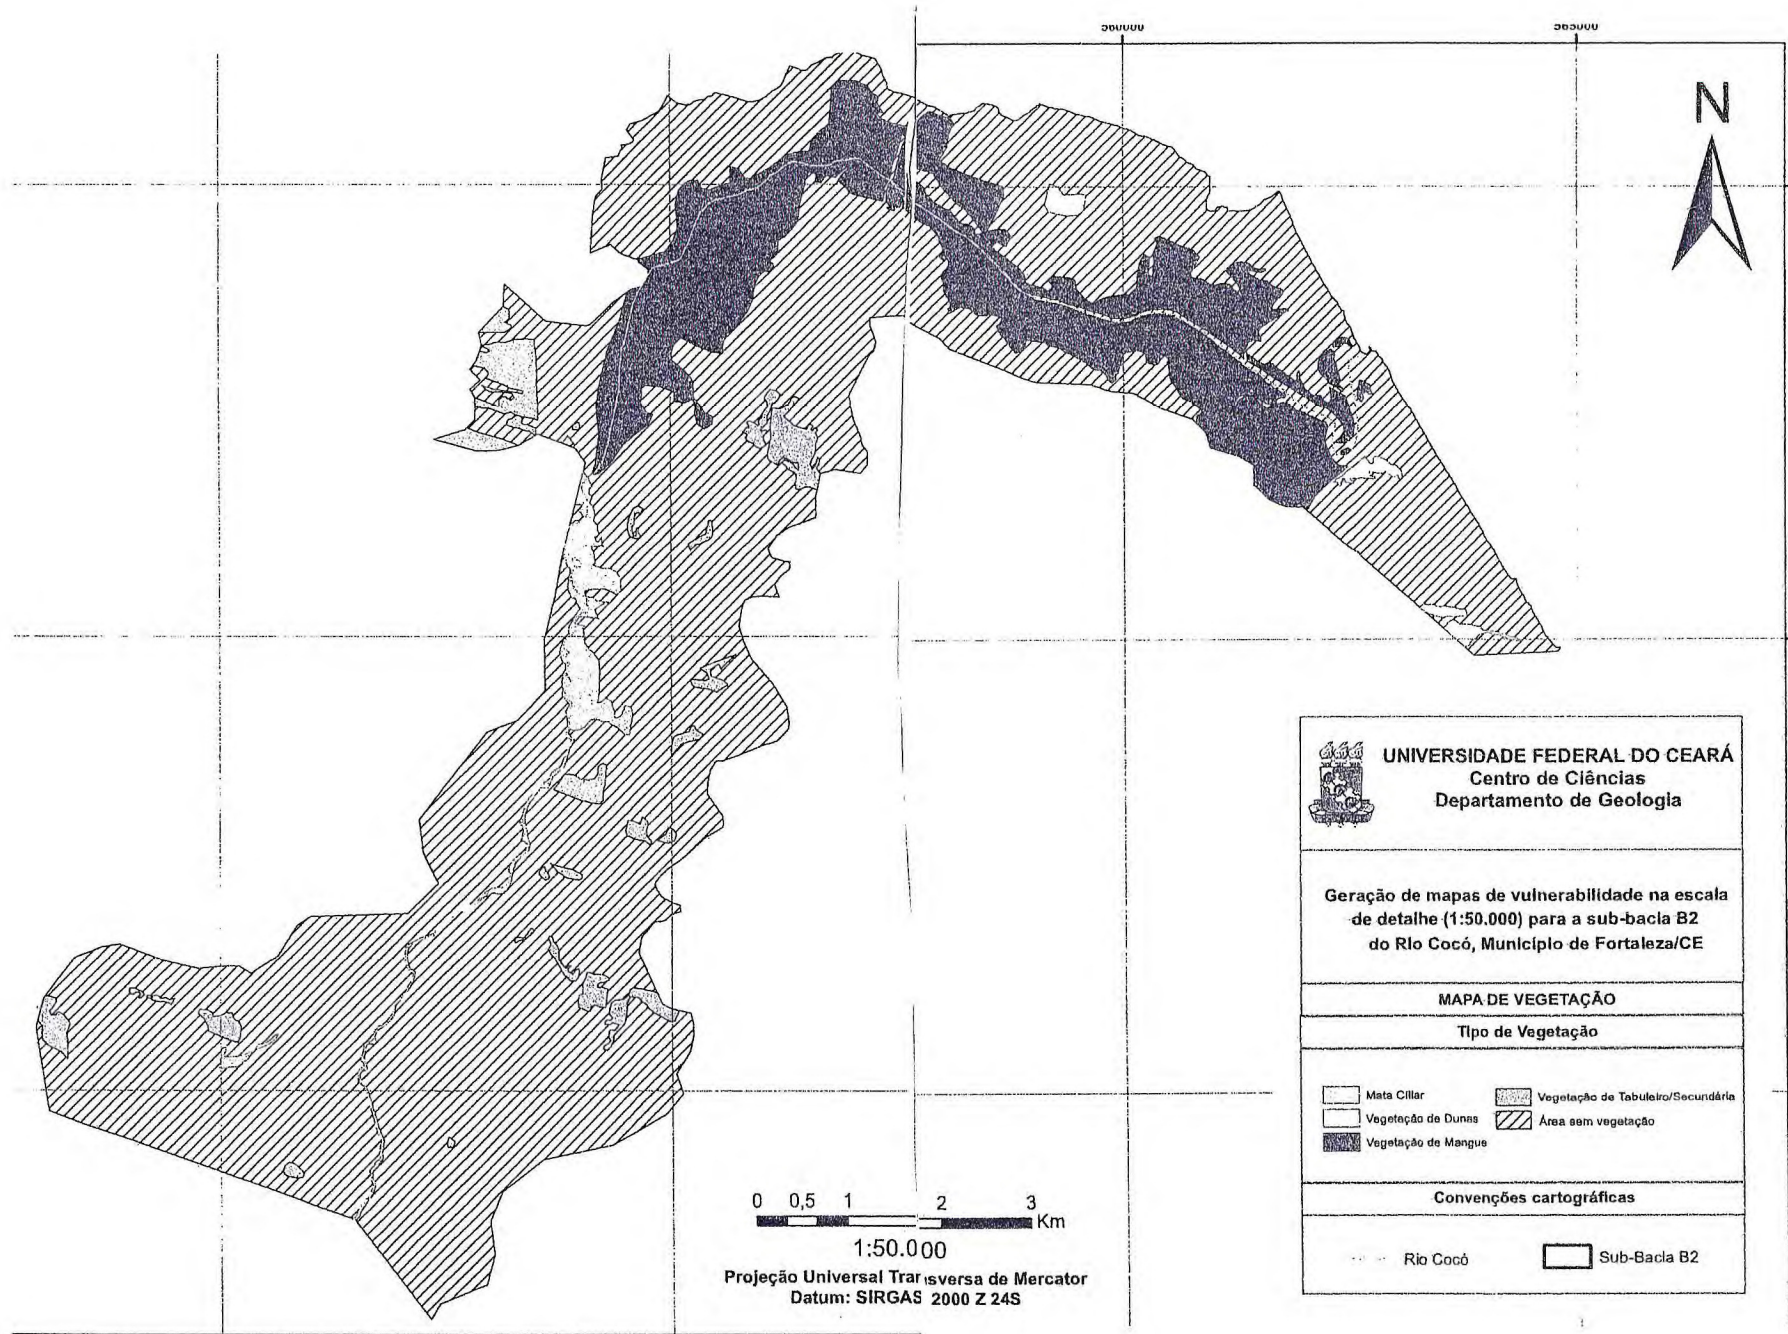 560000
565000
N
UNIVERSIDADE FEDERAL DO CEARÁ
Centro de Ciências
Departamento de Geologia
Geração de mapas de vulnerabilidade na escala
de detalhe (1:50.000) para a sub-bacia B2
do Rio Cocó, Município de Fortaleza/CE
MAPA DE VEGETAÇÃO
Tipo de Vegetação
Mata Ciliar
Vegetação de Dunas
Vegetação de Mangue
Vegetação de Tabuleiro/Secundária
Área sem vegetação
Convenções cartográficas
Rio Cocó
Sub-Bacia B2
0 0,5 1 2 3
Km
1:50.000
Projeção Universal Transversa de Mercator
Datum: SIRGAS 2000 Z 24S